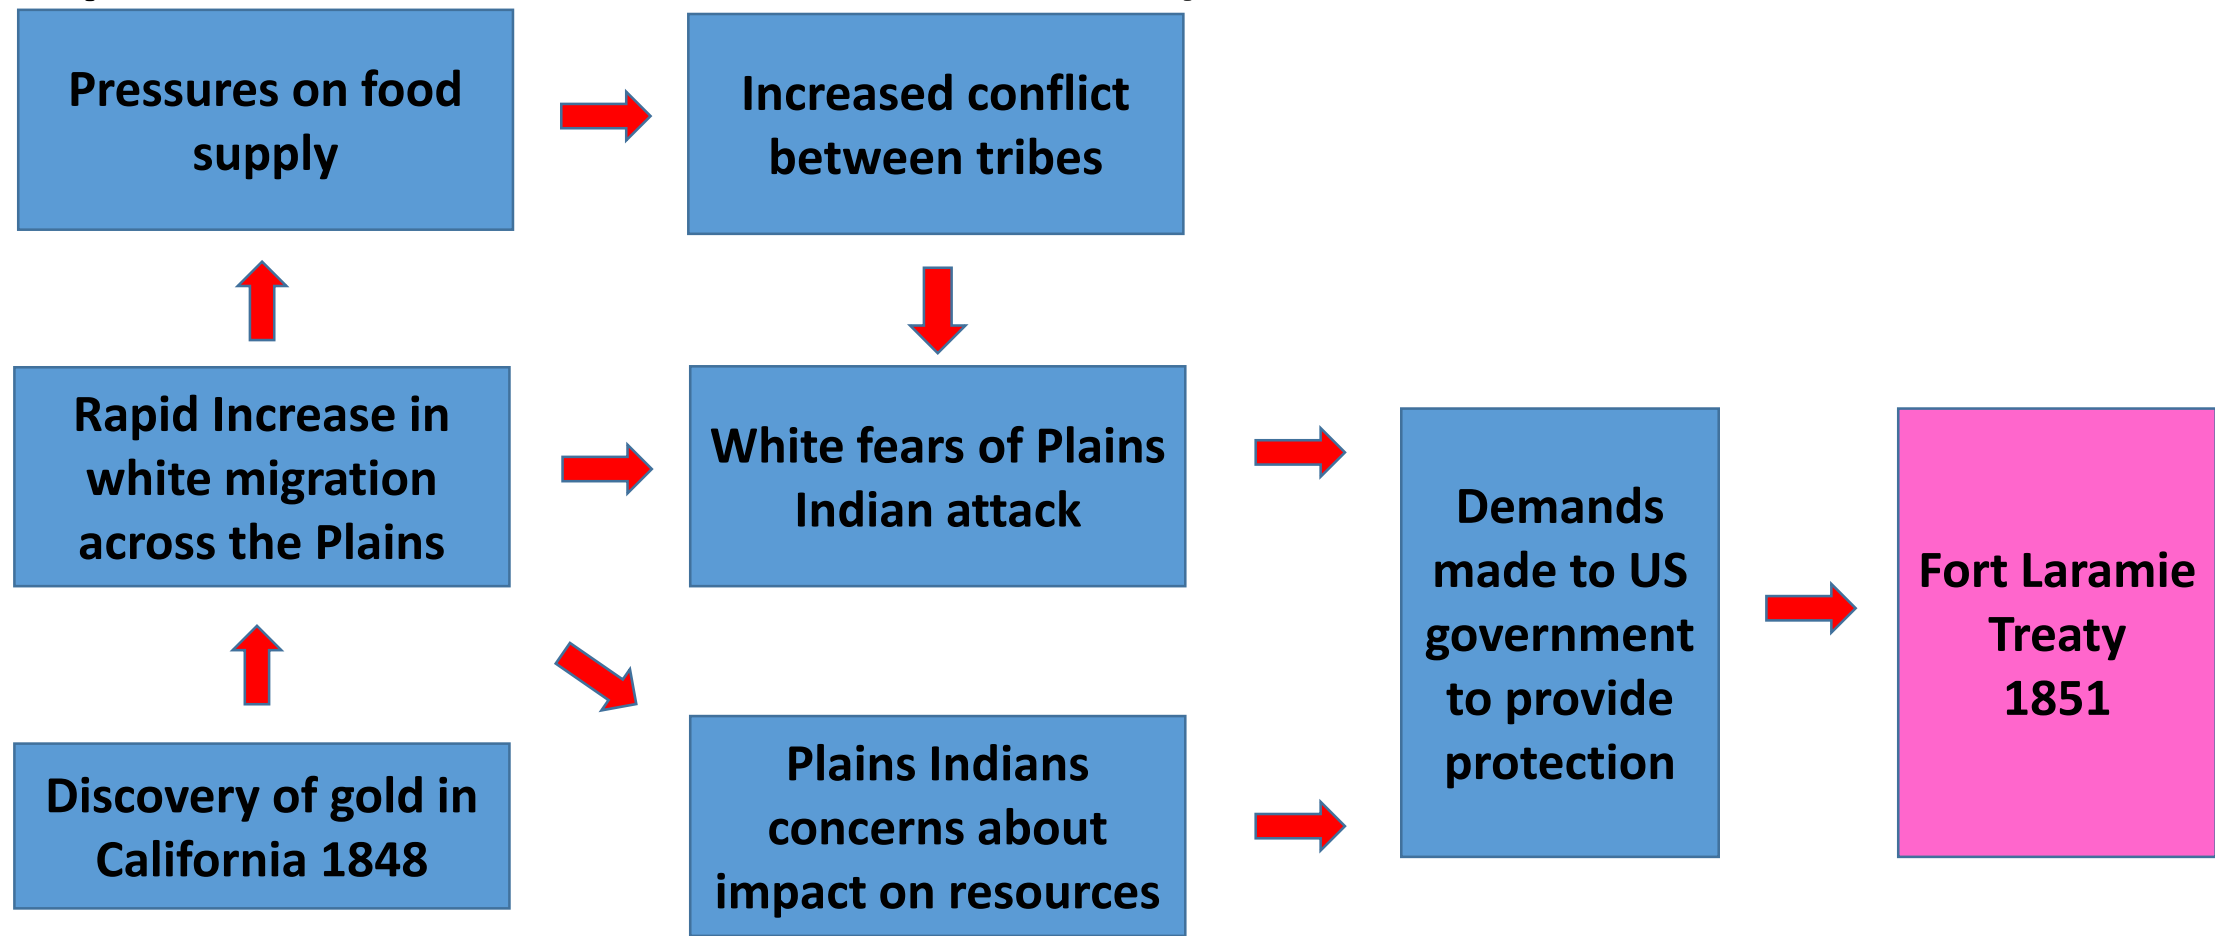 Pressures on food
supply
Increased conflict
between tribes
Rapid Increase in
white migration
across the Plains
White fears of Plains
Indian attack
Demands
made to US
government
to provide
protection
Fort Laramie
Treaty
1851
Discovery of gold in
California 1848
Plains Indians
concerns about
impact on resources